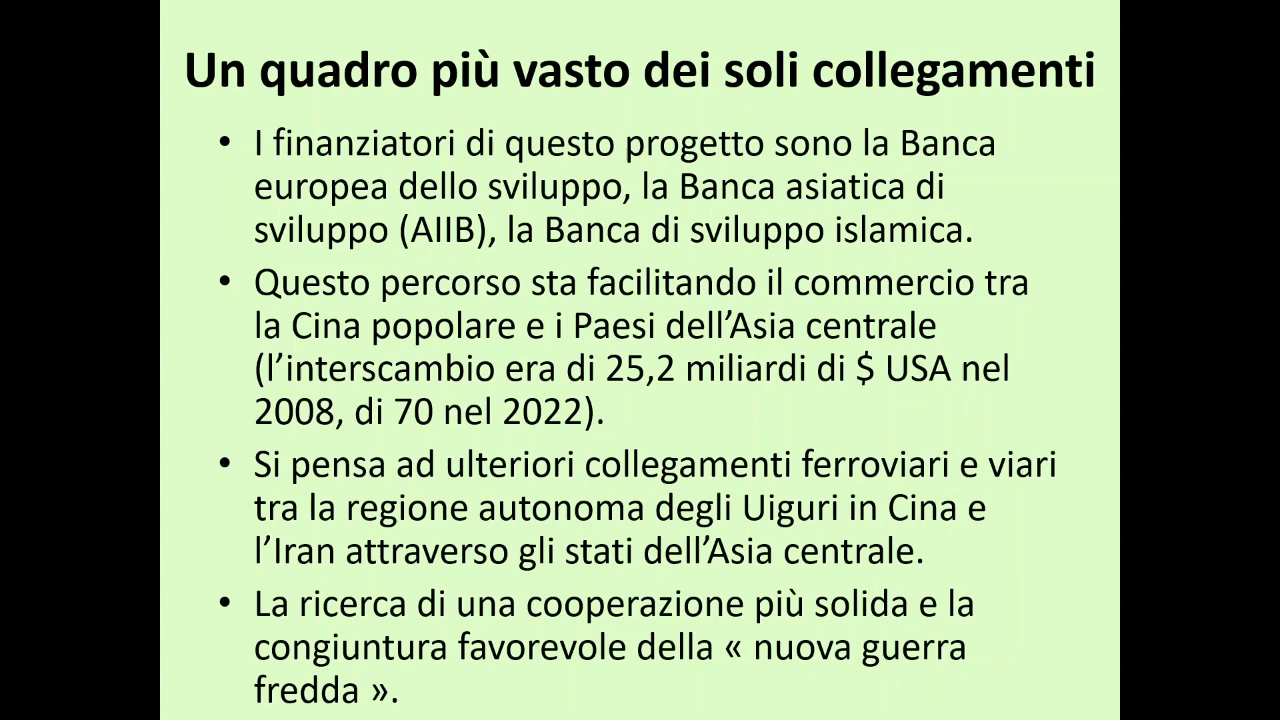 Un quadro più vasto dei soli collegamenti
• I finanziatori di questo progetto sono la Banca
europea dello sviluppo, la Banca asiatica di
sviluppo (AIIB), la Banca di sviluppo islamica.
• Questo percorso sta facilitando il commercio tra
la Cina popolare e i Paesi dell’Asia centrale
(l’interscambio era di 25,2 miliardi di $ USA nel
2008, di 70 nel 2022).
• Si pensa ad ulteriori collegamenti ferroviari e viari
tra la regione autonoma degli Uiguri in Cina e
l’Iran attraverso gli stati dell’Asia centrale.
• La ricerca di una cooperazione più solida e la
congiuntura favorevole della « nuova guerra
fredda ».